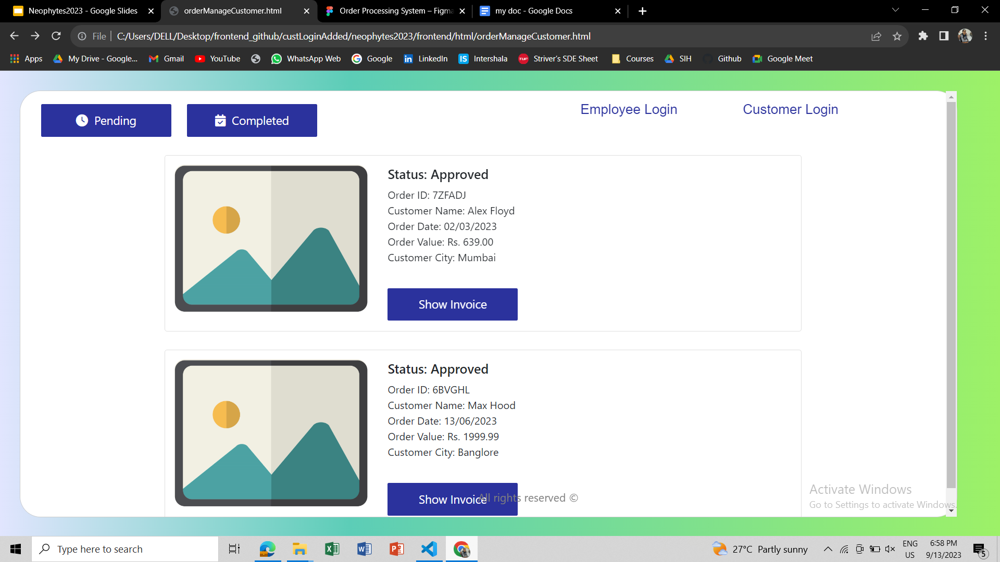 Neophytes2023 - Google Slides
orderManageCustomer.html
Order Processing System – Figma
my doc - Google Docs
File
C:/Users/DELL/Desktop/frontend_github/custLoginAdded/neophytes2023/frontend/html/orderManageCustomer.html
Apps
My Drive - Google...
Gmail
YouTube
WhatsApp Web
Google
LinkedIn
IS
Intershala
TUF
Striver's SDE Sheet
Courses
SIH
Github
Google Meet
Pending
Completed
Employee Login
Customer Login
Status: Approved
Order ID: 7ZFADJ
Customer Name: Alex Floyd
Order Date: 02/03/2023
Order Value: Rs. 639.00
Customer City: Mumbai
Show Invoice
Status: Approved
Order ID: 6BVGHL
Customer Name: Max Hood
Order Date: 13/06/2023
Order Value: Rs. 1999.99
Customer City: Banglore
Show Invoice
All rights reserved ©
Activate Windows
Go to Settings to activate Windows.
Type here to search
27°C Partly sunny
ENG
US
6:58 PM
9/13/2023
5